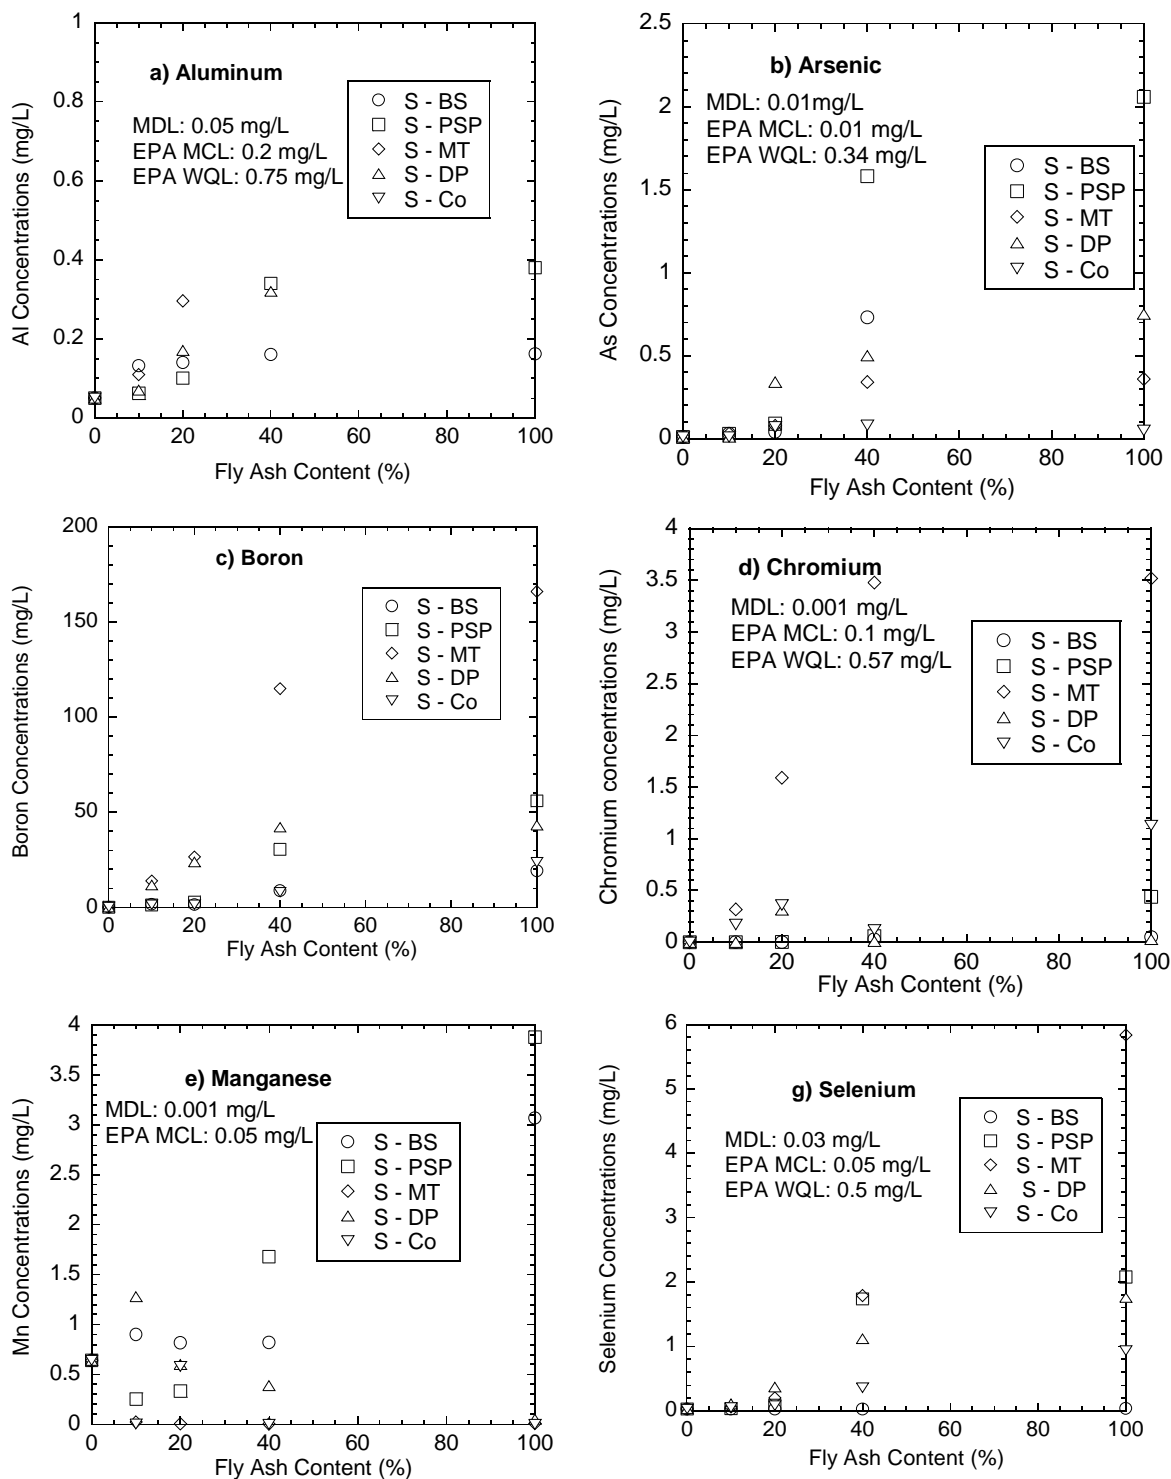 a) Aluminum
MDL: 0.05 mg/L
EPA MCL: 0.2 mg/L
EPA WQL: 0.75 mg/L
S - BS
S - PSP
S - MT
S - DP
S - Co
Al Concentrations (mg/L)
1
0.8
0.6
0.4
0.2
0
0 20 40 60 80 100
Fly Ash Content (%)
b) Arsenic
MDL: 0.01mg/L
EPA MCL: 0.01 mg/L
EPA WQL: 0.34 mg/L
S - BS
S - PSP
S - MT
S - DP
S - Co
As Concentrations (mg/L)
2.5
2
1.5
1
0.5
0
0 20 40 60 80 100
Fly Ash Content (%)
c) Boron
S - BS
S - PSP
S - MT
S - DP
S - Co
Boron Concentrations (mg/L)
200
150
100
50
0
0 20 40 60 80 100
Fly Ash Content (%)
d) Chromium
MDL: 0.001 mg/L
EPA MCL: 0.1 mg/L
EPA WQL: 0.57 mg/L
S - BS
S - PSP
S - MT
S - DP
S - Co
Chromium concentrations (mg/L)
4
3.5
3
2.5
2
1.5
1
0.5
0
0 20 40 60 80 100
Fly Ash Content (%)
e) Manganese
MDL: 0.001 mg/L
EPA MCL: 0.05 mg/L
S - BS
S - PSP
S - MT
S - DP
S - Co
Mn Concentrations (mg/L)
4
3.5
3
2.5
2
1.5
1
0.5
0
0 20 40 60 80 100
Fly Ash Content (%)
g) Selenium
MDL: 0.03 mg/L
EPA MCL: 0.05 mg/L
EPA WQL: 0.5 mg/L
S - BS
S - PSP
S - MT
S - DP
S - Co
Selenium Concentrations (mg/L)
6
5
4
3
2
1
0
0 20 40 60 80 100
Fly Ash Content (%)